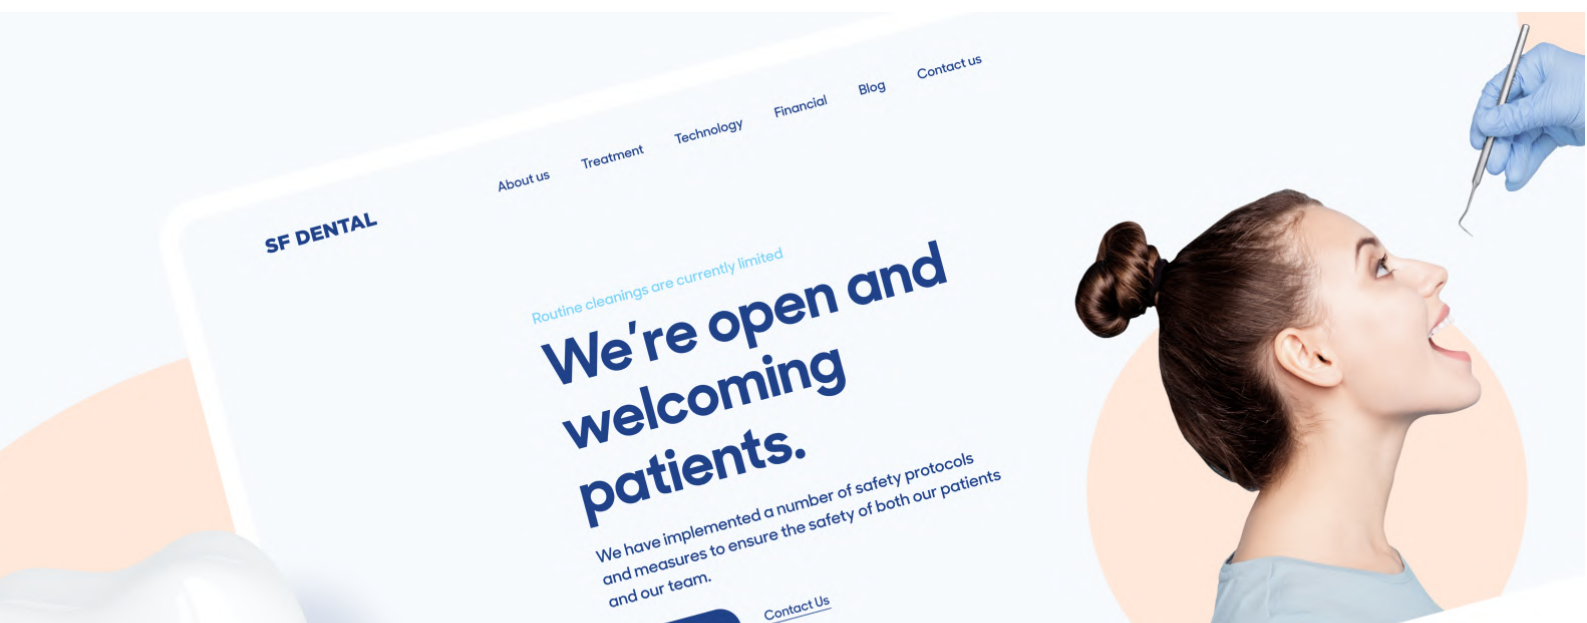 SF DENTAL
About us
Treatment
Technology
Financial
Blog
Contact us
Routine cleanings are currently limited
We're open and
welcoming
patients.
We have implemented a number of safety protocols
and measures to ensure the safety of both our patients
and our team.
Contact Us